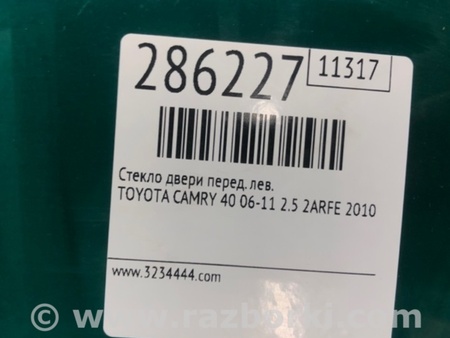 286227
11317
Стекло двери перед.лев.
TOYOTA CAMRY 40 06-11 2.5 2ARFE 2010
www.3234444.com
© www.razborki.com